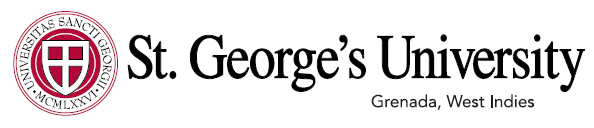 UNIVERSITAS SANCTI GEORGII
MCMLXXVI
St. George's University
Grenada, West Indies